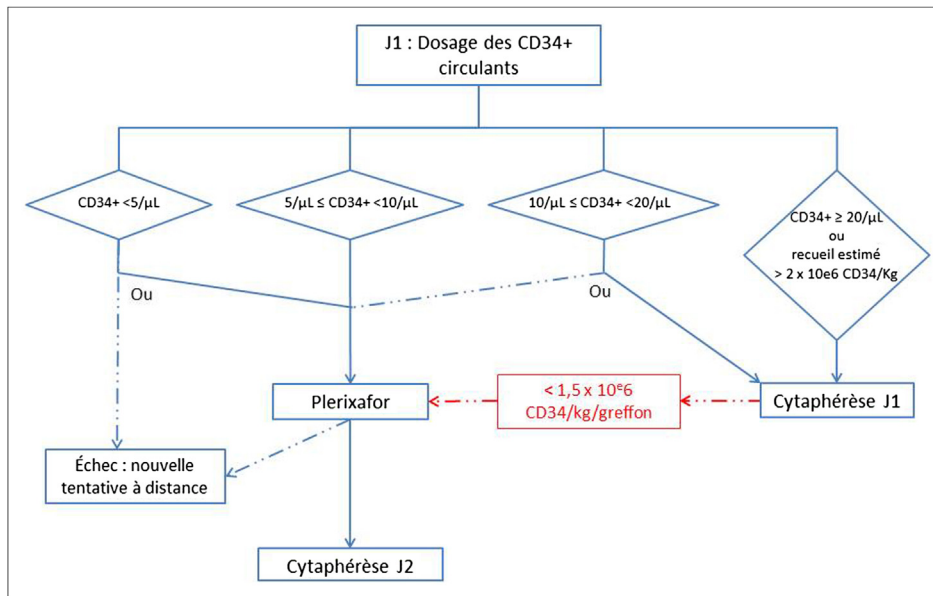 J1 : Dosage des CD34+
circulants
CD34+ <5/µL
5/µL ≤ CD34+ <10/µL
10/µL ≤ CD34+ <20/µL
CD34+ ≥ 20/µL
ou
recueil estimé
> 2 x 10e6 CD34/Kg
Ou
Ou
Plerixafor
< 1,5 x 10e6
CD34/kg/greffon
Cytaphérèse J1
Échec : nouvelle
tentative à distance
Cytaphérèse J2